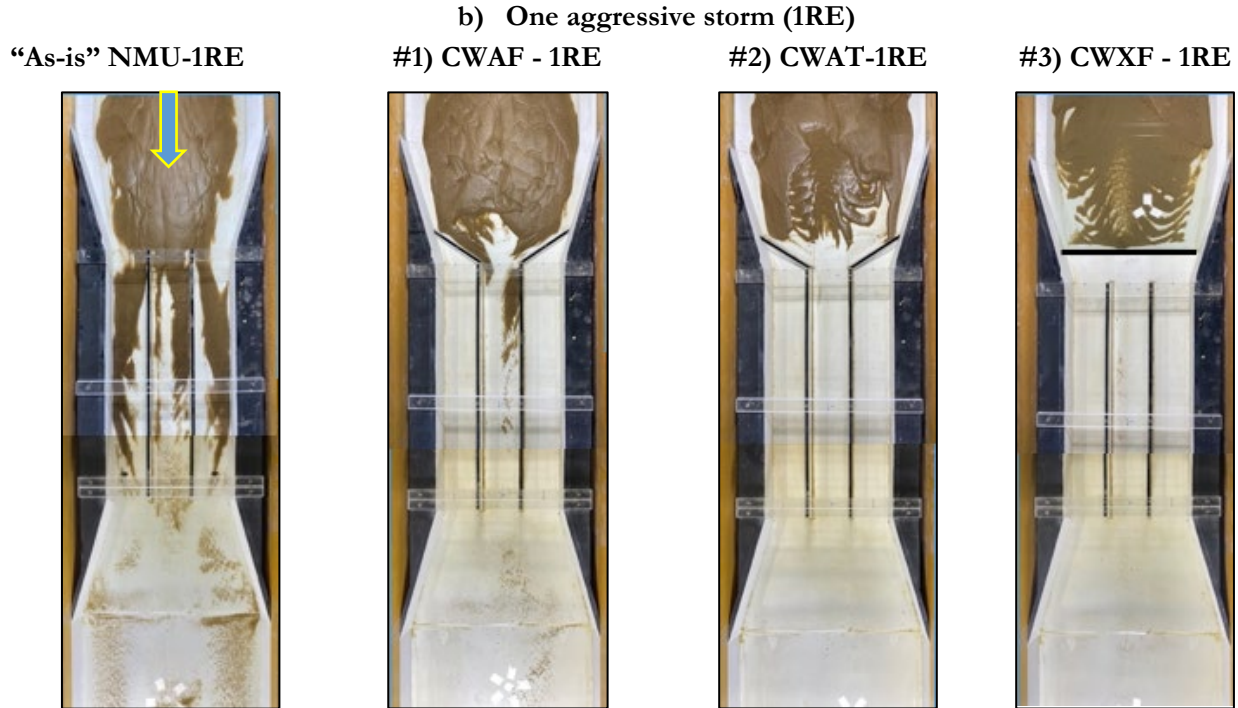 b) One aggressive storm (1RE)
“As-is” NMU-1RE #1) CWAF - 1RE #2) CWAT-1RE #3) CWXF - 1RE